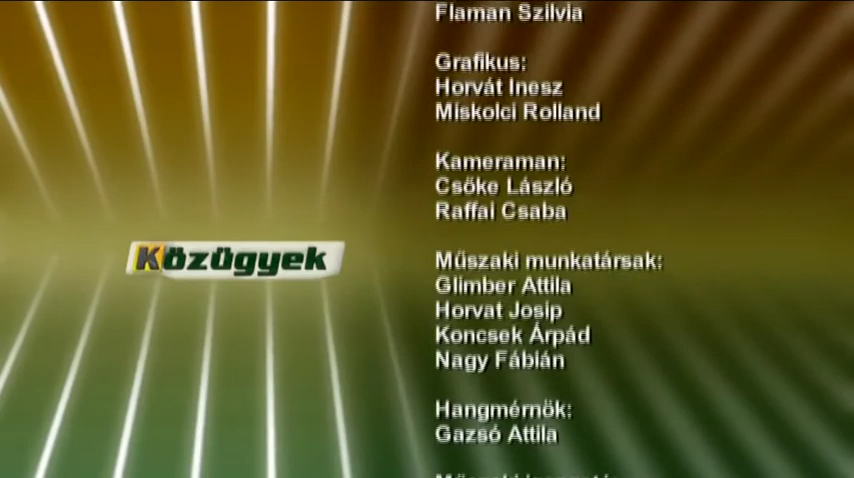 Flaman Szilvia
Grafikus:
Horvát Inesz
Miskolci Rolland
Kameraman:
Csőke László
Raffai Csaba
Közügyek
Műszaki munkatársak:
Glimber Attila
Horvat Josip
Koncsek Árpád
Nagy Fábián
Hangmérnök:
Gazsó Attila